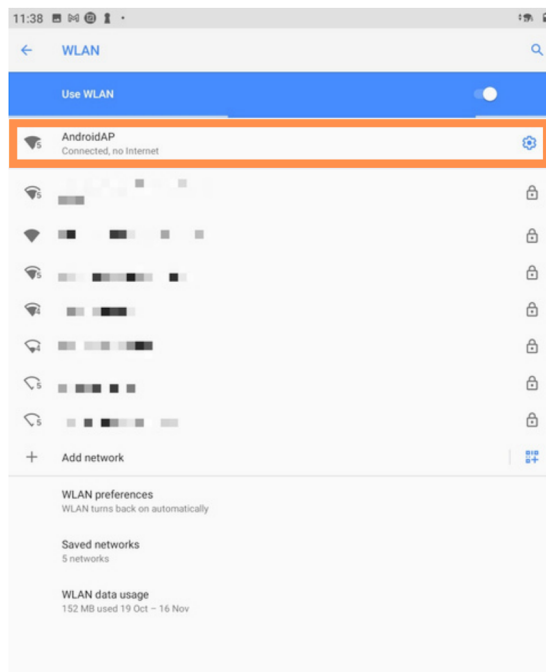 11:38
WLAN
Use WLAN
AndroidAP
Connected, no Internet
Add network
WLAN preferences
WLAN turns back on automatically
Saved networks
5 networks
WLAN data usage
152 MB used 19 Oct – 16 Nov